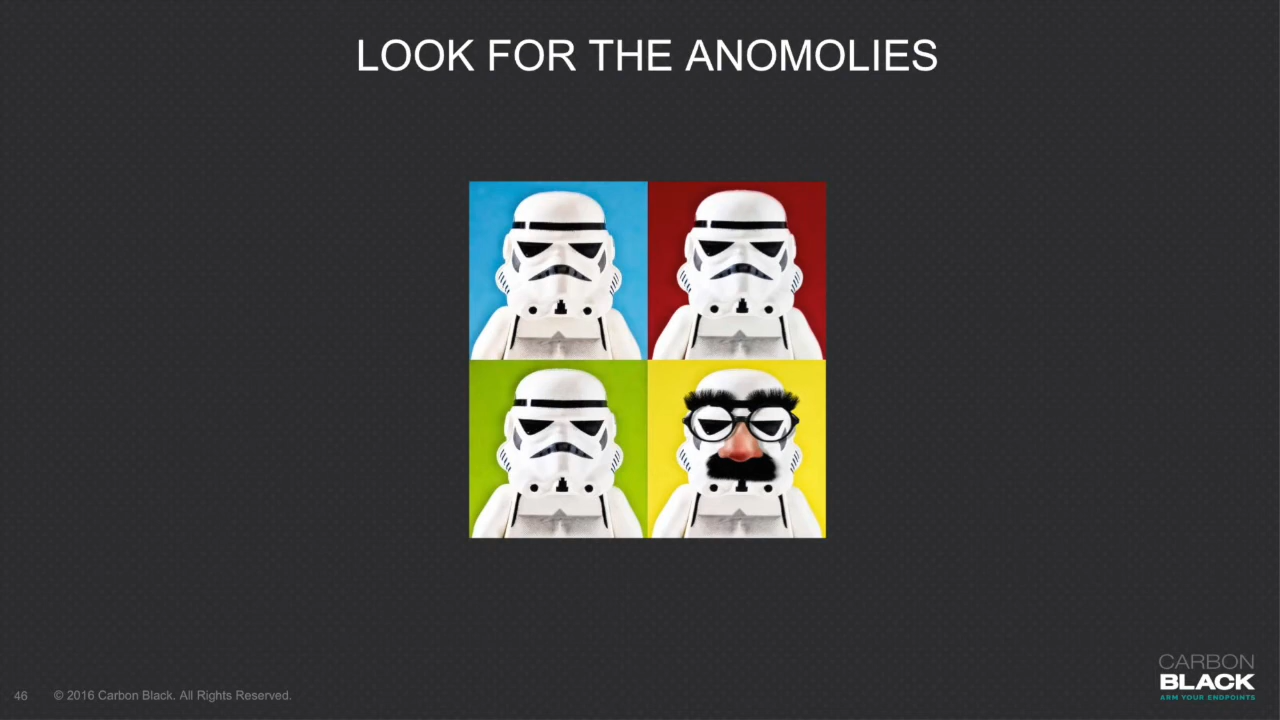 LOOK FOR THE ANOMOLIES
46 © 2016 Carbon Black. All Rights Reserved.
CARBON
BLACK
ARM YOUR ENDPOINTS